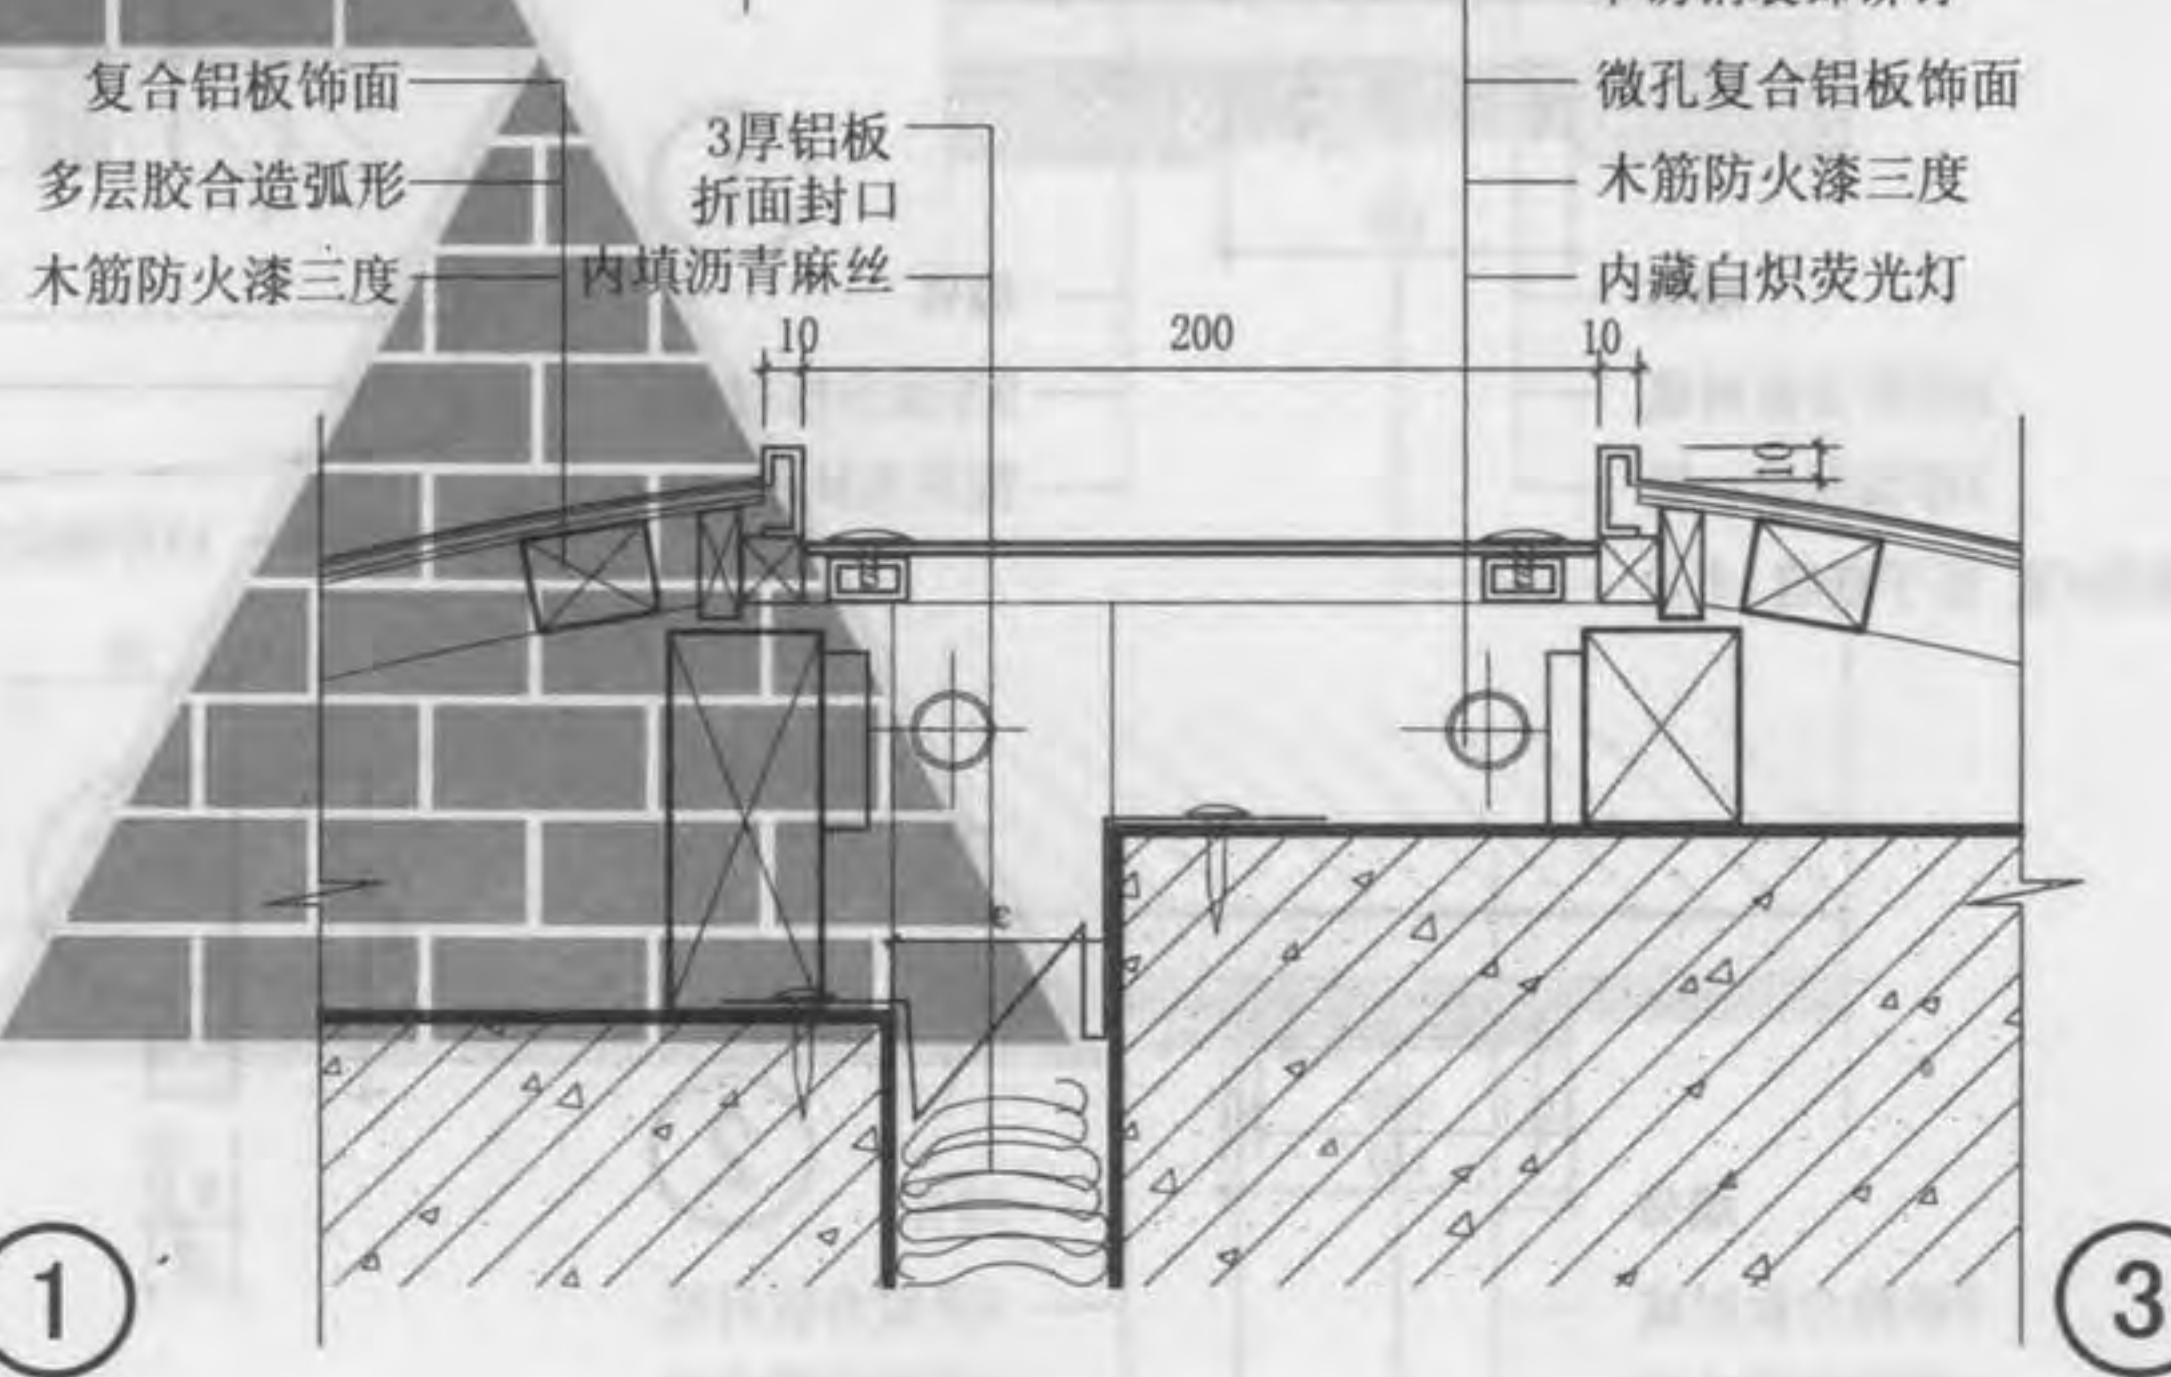 复合铝板饰面
多层胶合造弧形
木筋防火漆三度
3厚铝板
折面封口
内填沥青麻丝
微孔复合铝板饰面
木筋防火漆三度
内藏白炽荧光灯
10
200
10
10
e
1
3